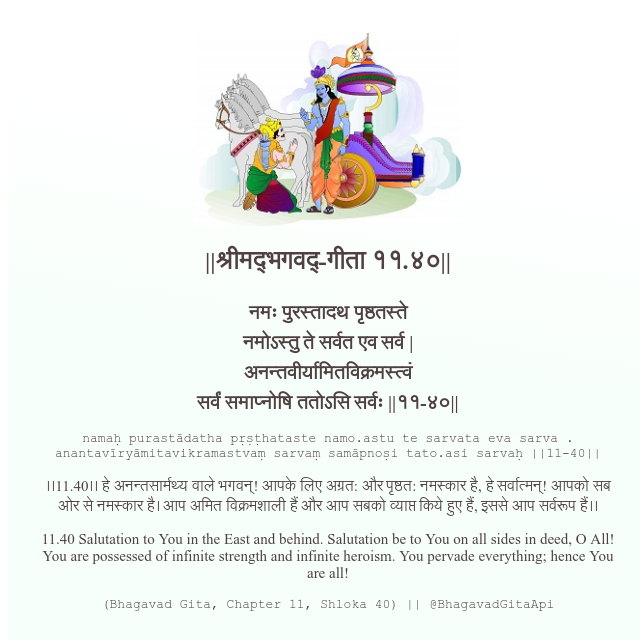 ||श्रीमद्‍भगवद्‍-गीता ११.४०||
नमः पुरस्तादथ पृष्ठतस्ते
नमोऽस्तु ते सर्वत एव सर्व |
अनन्तवीर्यामितविक्रमस्त्वं
सर्वं समाप्नोषि ततोऽसि सर्वः ||११-४०||
namaḥ purastādatha pṛṣṭhataste namo.astu te sarvata eva sarva .
anantavīryāmitavikramastvaṃ sarvaṃ samāpnoṣi tato.asi sarvaḥ ||11-40||
।।11.40।। हे अनन्तसार्मथ्य वाले भगवन्! आपके लिए अग्रत: और पृष्ठत: नमस्कार है, हे सर्वात्मन्! आपको सब
ओर से नमस्कार है। आप अमित विक्रमशाली हैं और आप सबको व्याप्त किये हुए हैं, इससे आप सर्वरूप हैं।।
11.40 Salutation to You in the East and behind. Salutation be to You on all sides in deed, O All!
You are possessed of infinite strength and infinite heroism. You pervade everything; hence You
are all!
(Bhagavad Gita, Chapter 11, Shloka 40) || @BhagavadGitaApi